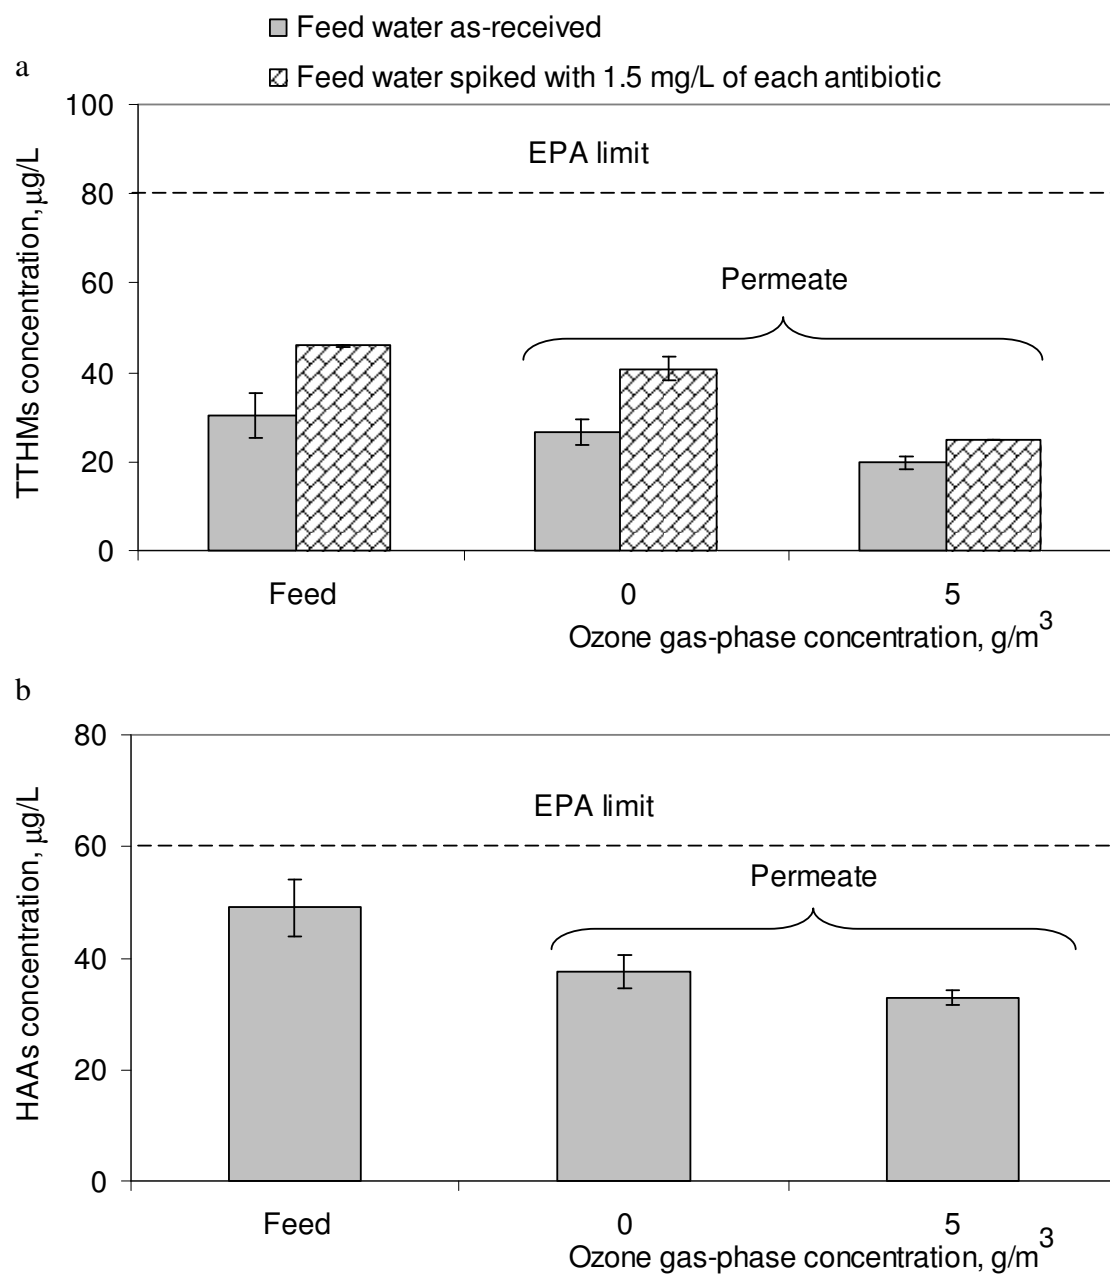 Feed water as-received
a
Feed water spiked with 1.5 mg/L of each antibiotic
TTHMs concentration, µg/L
100
80
60
40
20
0
EPA limit
Permeate
Feed
0
5
Ozone gas-phase concentration, g/m³
b
HAAs concentration, µg/L
80
60
40
20
0
EPA limit
Permeate
Feed
0
5
Ozone gas-phase concentration, g/m³